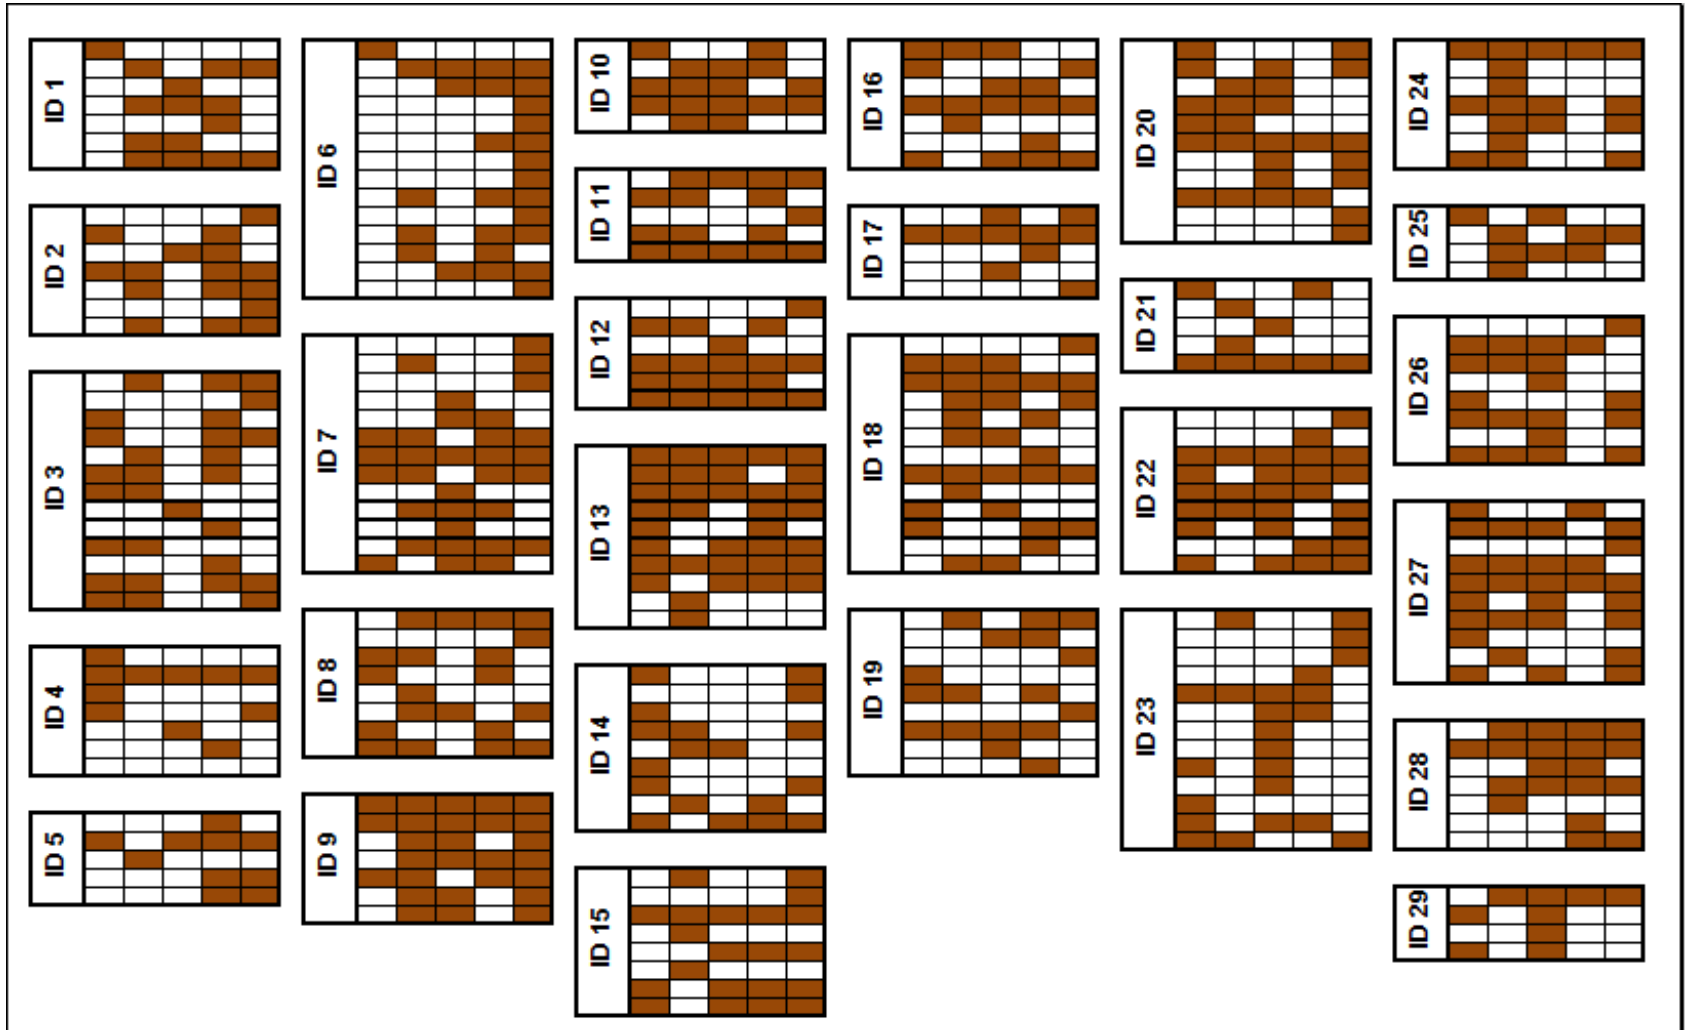 ID 1
ID 2
ID 3
ID 4
ID 5
ID 6
ID 7
ID 8
ID 9
ID 10
ID 11
ID 12
ID 13
ID 14
ID 15
ID 16
ID 17
ID 18
ID 19
ID 20
ID 21
ID 22
ID 23
ID 24
ID 25
ID 26
ID 27
ID 28
ID 29